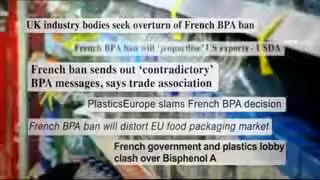 UK industry bodies seek overturn of French BPA ban
French BPA ban will 'jeopardise' US exports - USDA
French ban sends out 'contradictory'
BPA messages, says trade association
PlasticsEurope slams French BPA decision
French BPA ban will distort EU food packaging market
French government and plastics lobby
clash over Bisphenol A